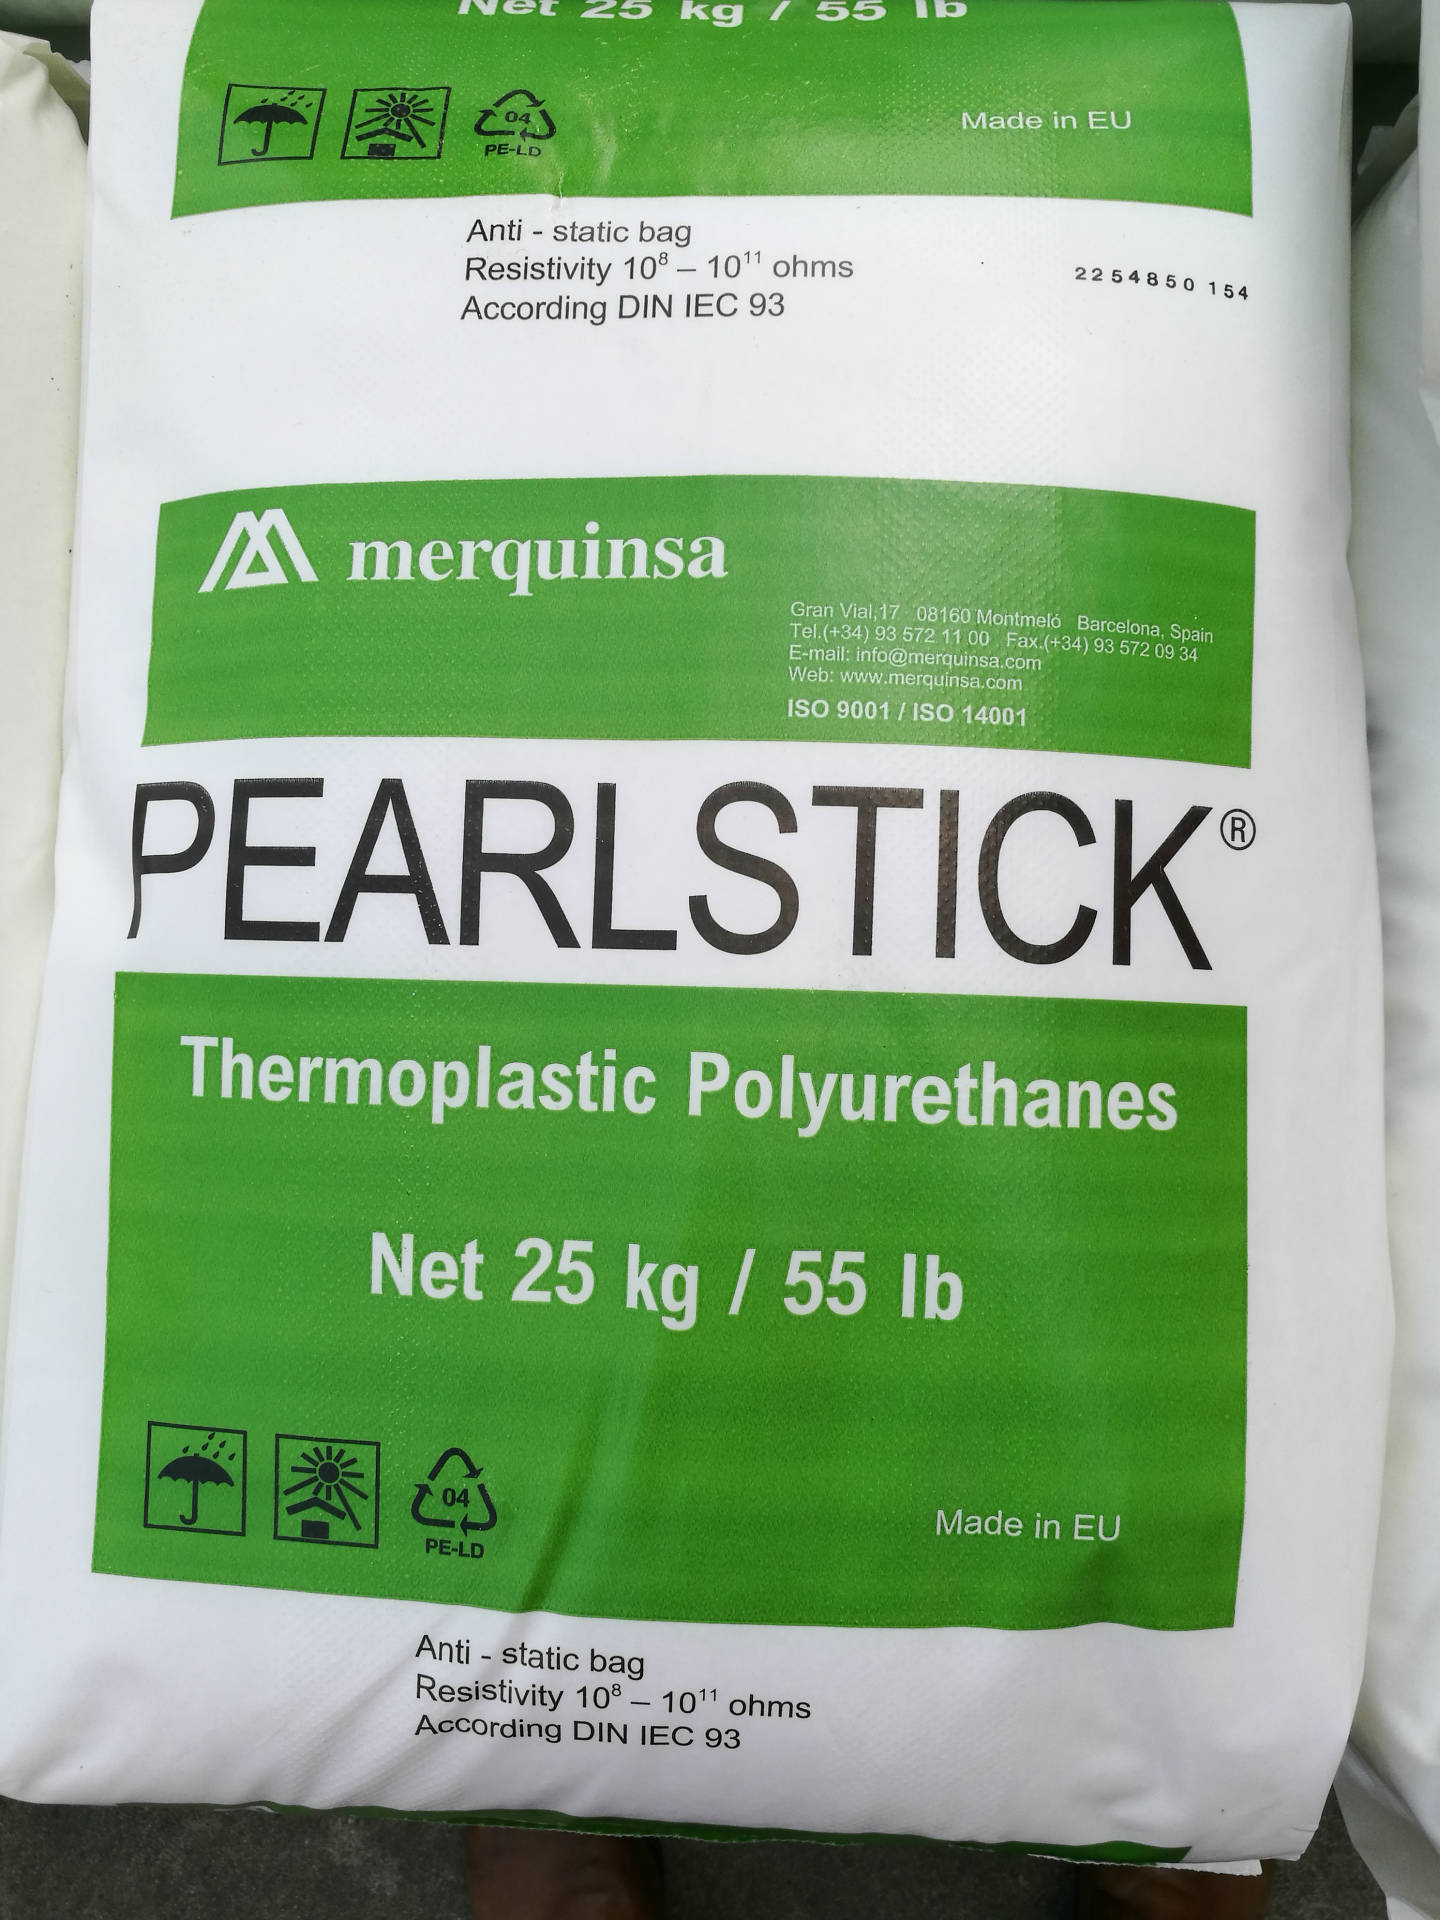 Net 25 kg / 55 lb
04
PE-LD
Made in EU
Anti - static bag
Resistivity 10⁸ – 10¹¹ ohms
According DIN IEC 93
2254850 154
merquinsa
Gran Vial,17 08160 Montmeló Barcelona, Spain
Tel.(+34) 93 572 11 00 Fax.(+34) 93 572 09 34
E-mail: info@merquinsa.com
Web: www.merquinsa.com
ISO 9001 / ISO 14001
PEARLSTICK®
Thermoplastic Polyurethanes
Net 25 kg / 55 lb
04
PE-LD
Made in EU
Anti - static bag
Resistivity 10⁸ – 10¹¹ ohms
According DIN IEC 93